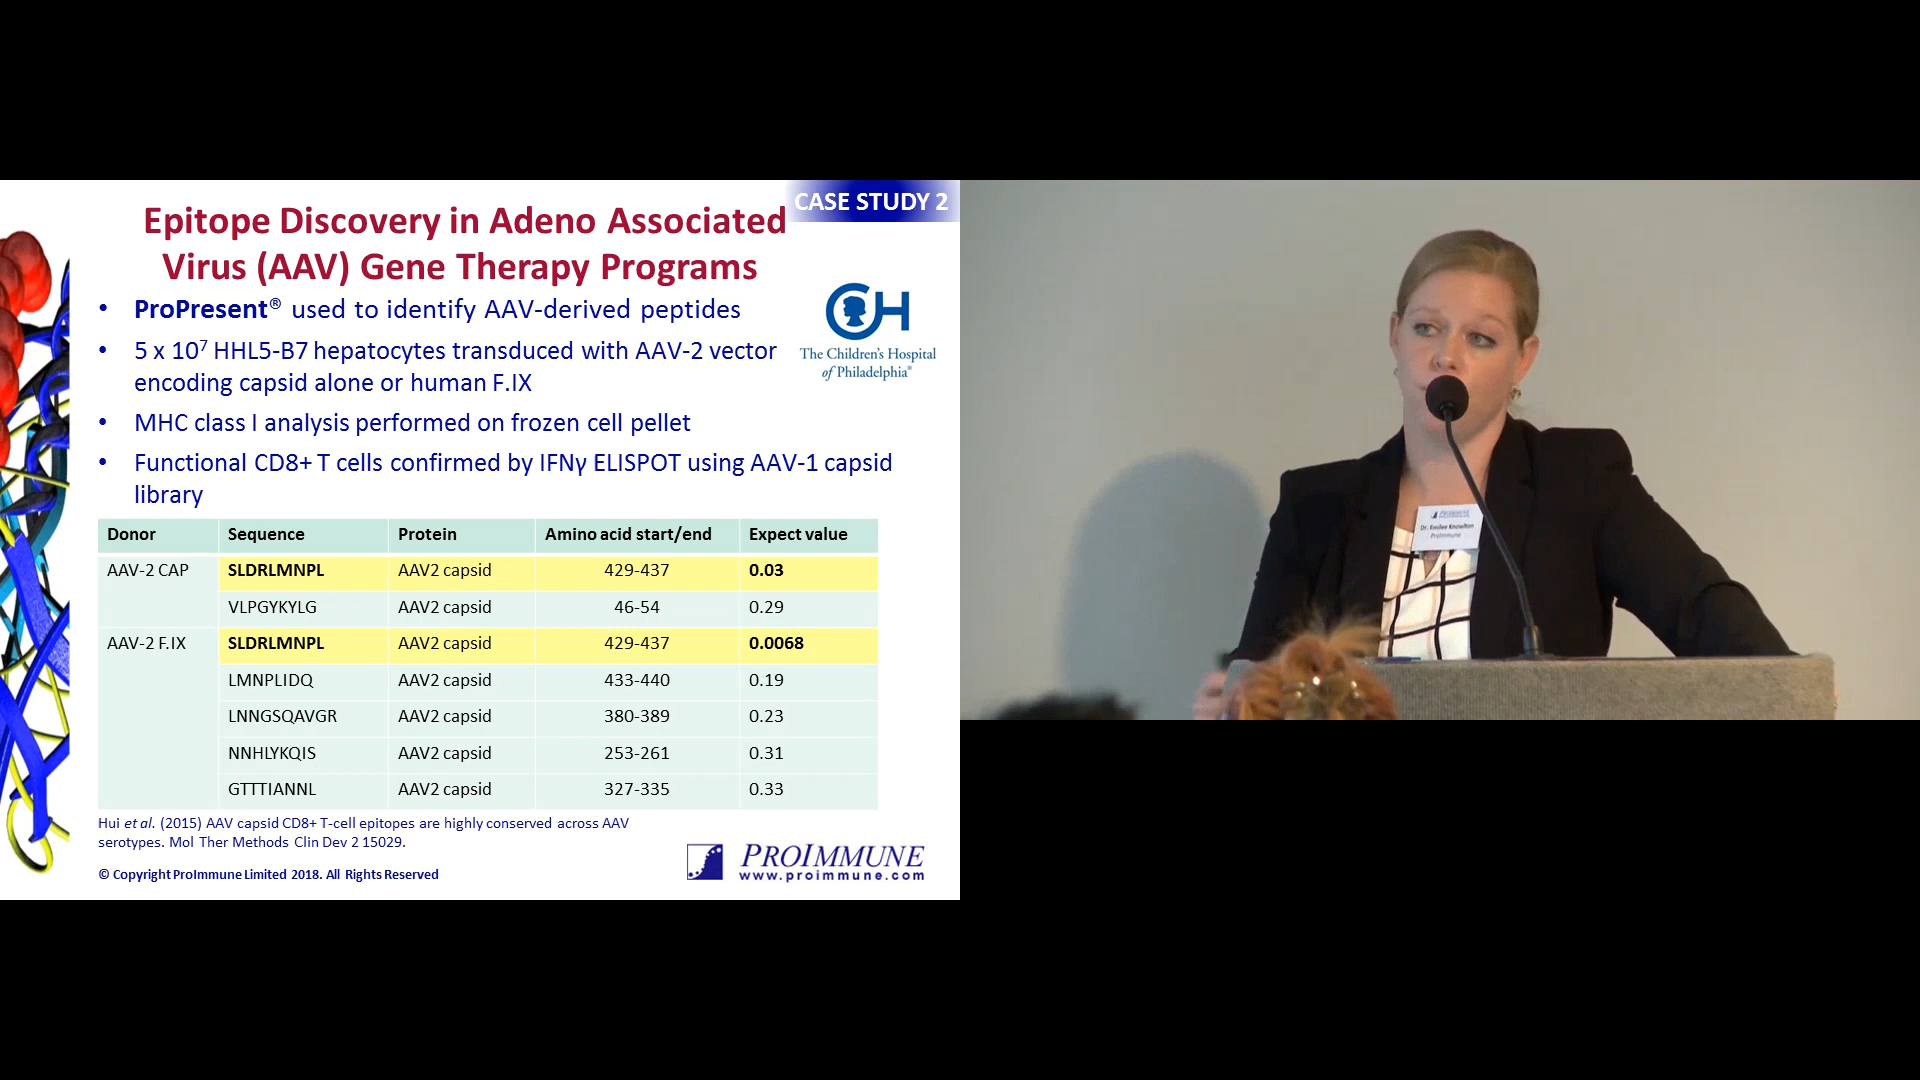 CASE STUDY 2
Epitope Discovery in Adeno Associated
Virus (AAV) Gene Therapy Programs
• ProPresent® used to identify AAV-derived peptides
• 5 x 10⁷ HHL5-B7 hepatocytes transduced with AAV-2 vector
encoding capsid alone or human F.IX
• MHC class I analysis performed on frozen cell pellet
• Functional CD8+ T cells confirmed by IFNγ ELISPOT using AAV-1 capsid
library
CH
The Children's Hospital
of Philadelphia®
Donor Sequence Protein Amino acid start/end Expect value
AAV-2 CAP SLDRLMNPL AAV2 capsid 429-437 0.03
VLPGYKYLG AAV2 capsid 46-54 0.29
AAV-2 F.IX SLDRLMNPL AAV2 capsid 429-437 0.0068
LMNPLIDQ AAV2 capsid 433-440 0.19
LNNGSQAVGR AAV2 capsid 380-389 0.23
NNHLYKQIS AAV2 capsid 253-261 0.31
GTTTIANNL AAV2 capsid 327-335 0.33
Hui et al. (2015) AAV capsid CD8+ T-cell epitopes are highly conserved across AAV
serotypes. Mol Ther Methods Clin Dev 2 15029.
© Copyright ProImmune Limited 2018. All Rights Reserved
PROIMMUNE
www.proimmune.com
PROIMMUNE
Dr. Emilee Knowlton
ProImmune